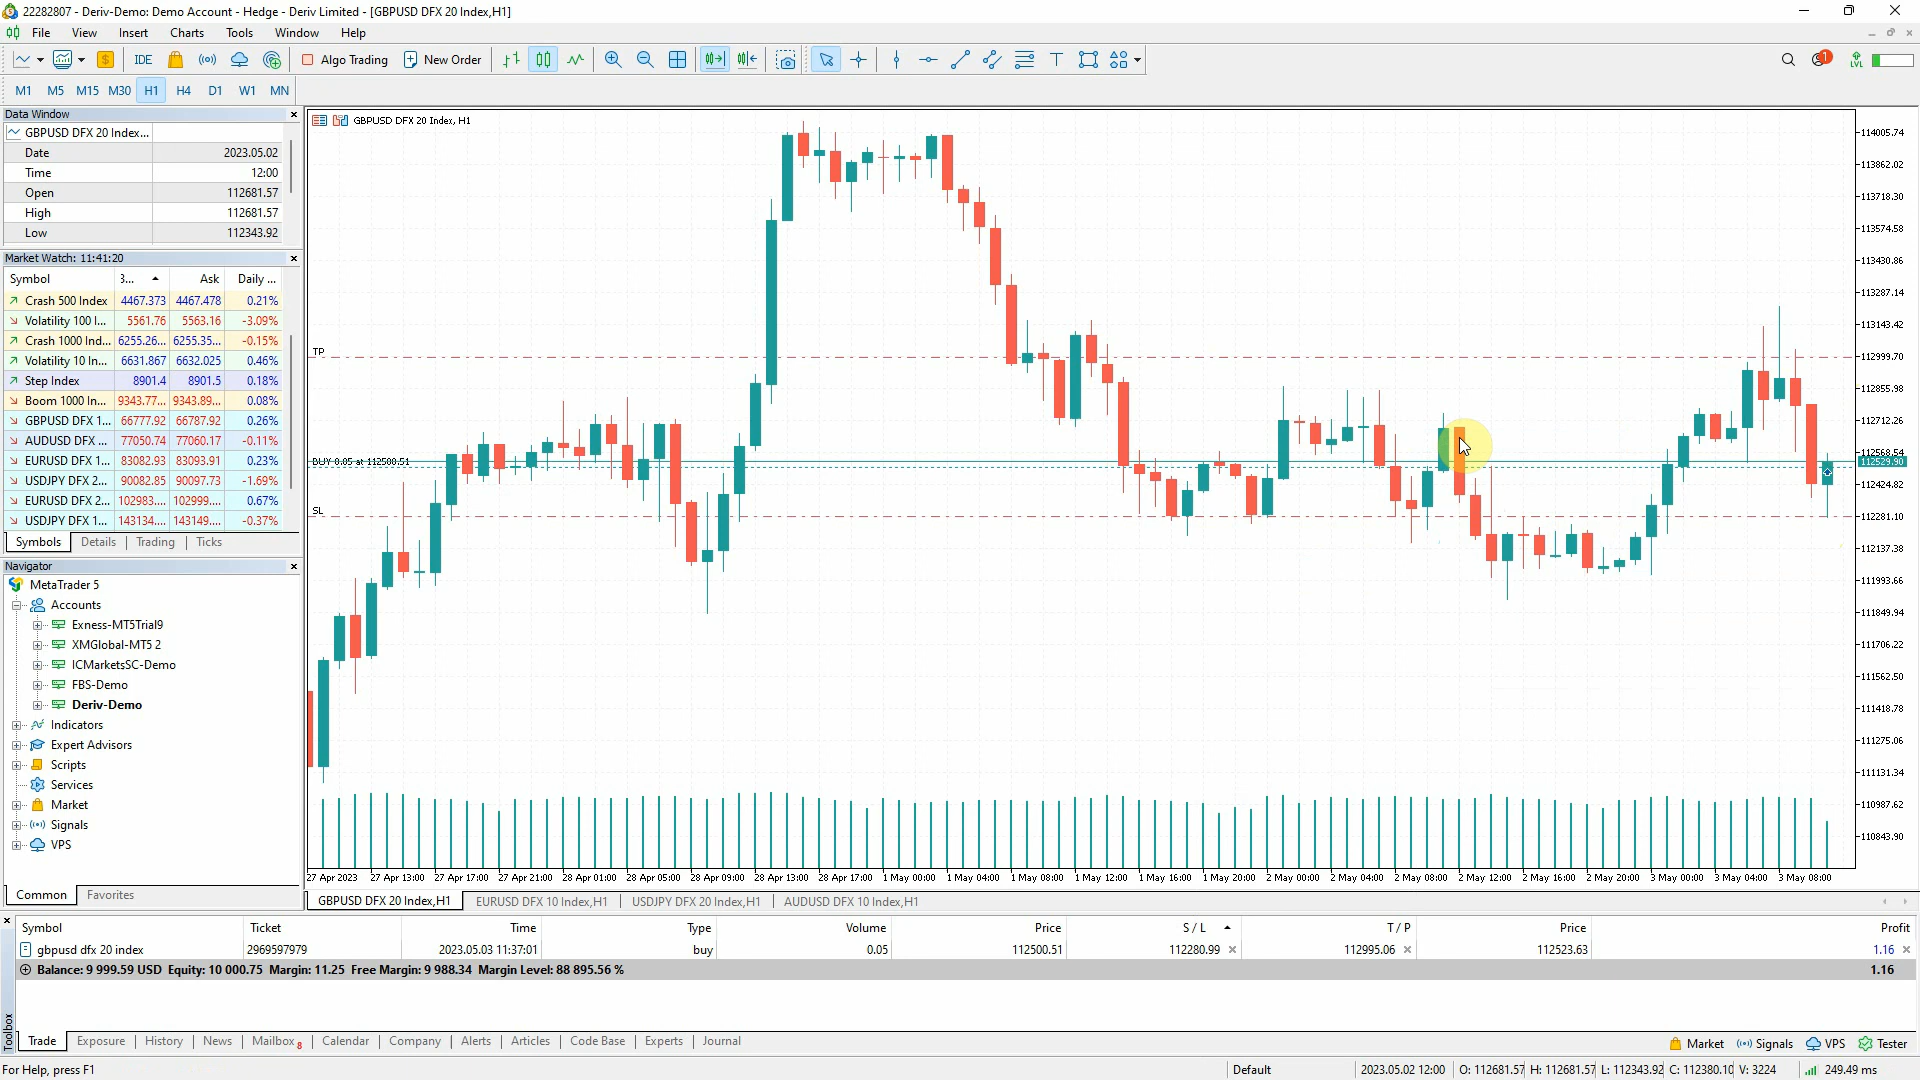 22282807 - Deriv-Demo: Demo Account - Hedge - Deriv Limited - [GBPUSD DFX 20 Index,H1]
File View Insert Charts Tools Window Help
IDE Algo Trading New Order 1 LVL
M1 M5 M15 M30 H1 H4 D1 W1 MN
Data Window
GBPUSD DFX 20 Index...
Date 2023.05.02
Time 12:00
Open 112681.57
High 112681.57
Low 112343.92
Market Watch: 11:41:20
Symbol 3... Ask Daily ...
Crash 500 Index 4467.373 4467.478 0.21%
Volatility 100 I... 5561.76 5563.16 -3.09%
Crash 1000 Ind... 6255.26... 6255.35... -0.15%
Volatility 10 In... 6631.867 6632.025 0.46%
Step Index 8901.4 8901.5 0.18%
Boom 1000 In... 9343.77... 9343.89... 0.08%
GBPUSD DFX 1... 66777.92 66787.92 0.26%
AUDUSD DFX ... 77050.74 77060.17 -0.11%
EURUSD DFX 1... 83082.93 83093.91 0.23%
USDJPY DFX 2... 90082.85 90097.73 -1.69%
EURUSD DFX 2... 102983.... 102999.... 0.67%
USDJPY DFX 1... 143134.... 143149.... -0.37%
Symbols Details Trading Ticks
Navigator
MetaTrader 5
Accounts
Exness-MT5Trial9
XMGlobal-MT5 2
ICMarketsSC-Demo
FBS-Demo
Deriv-Demo
Indicators
Expert Advisors
Scripts
Services
Market
Signals
VPS
Common Favorites
GBPUSD DFX 20 Index, H1
TP
BUY 0.05 at 112500.51
SL
114005.74
113862.02
113718.30
113574.58
113430.86
113287.14
113143.42
112999.70
112855.98
112712.26
112568.54
112529.90
112424.82
112281.10
112137.38
111993.66
111849.94
111706.22
111562.50
111418.78
111275.06
111131.34
110987.62
110843.90
27 Apr 2023 27 Apr 13:00 27 Apr 17:00 27 Apr 21:00 28 Apr 01:00 28 Apr 05:00 28 Apr 09:00 28 Apr 13:00 28 Apr 17:00 1 May 00:00 1 May 04:00 1 May 08:00 1 May 12:00 1 May 16:00 1 May 20:00 2 May 00:00 2 May 04:00 2 May 08:00 2 May 12:00 2 May 16:00 2 May 20:00 3 May 00:00 3 May 04:00 3 May 08:00
GBPUSD DFX 20 Index,H1 EURUSD DFX 10 Index,H1 USDJPY DFX 20 Index,H1 AUDUSD DFX 10 Index,H1
Symbol Ticket Time Type Volume Price S / L T / P Price Profit
gbpusd dfx 20 index 2969597979 2023.05.03 11:37:01 buy 0.05 112500.51 112280.99 112995.06 112523.63 1.16
Balance: 9 999.59 USD Equity: 10 000.75 Margin: 11.25 Free Margin: 9 988.34 Margin Level: 88 895.56 % 1.16
Toolbox
Trade Exposure History News Mailbox 8 Calendar Company Alerts Articles Code Base Experts Journal Market Signals VPS Tester
For Help, press F1 Default 2023.05.02 12:00 O: 112681.57 H: 112681.57 L: 112343.92 C: 112380.10 V: 3224 249.49 ms